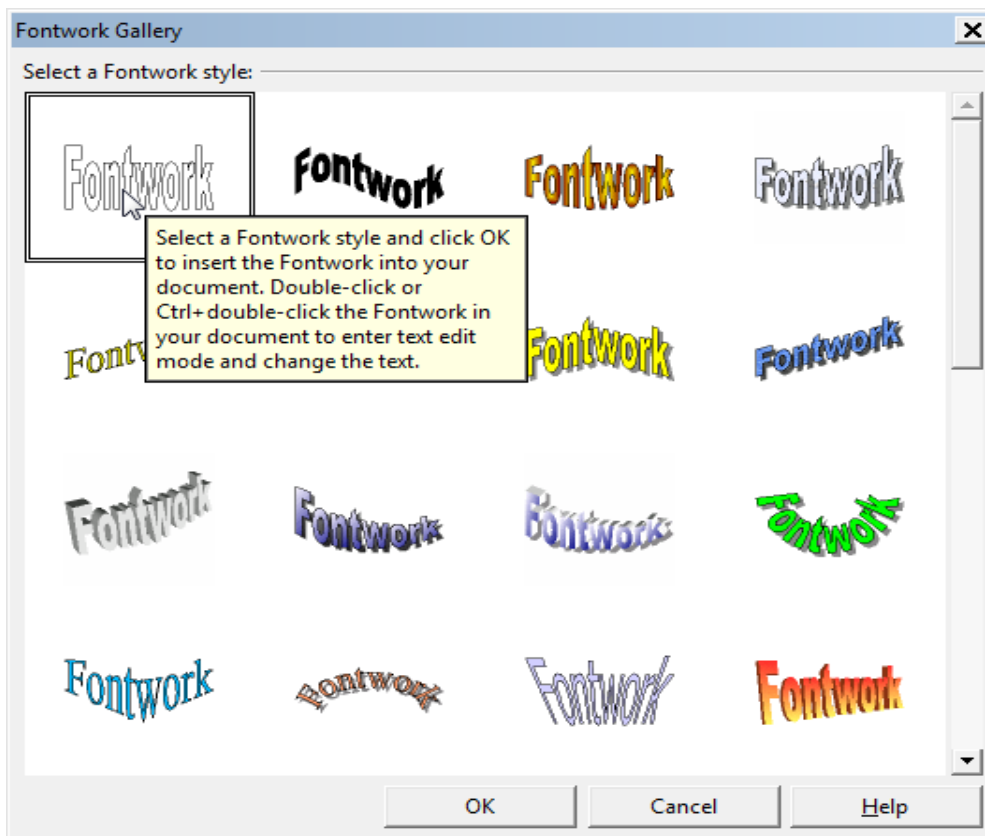 Fontwork Gallery
Select a Fontwork style:
Fontwork Fontwork Fontwork Fontwork
Select a Fontwork style and click OK
to insert the Fontwork into your
document. Double-click or
Ctrl+double-click the Fontwork in
your document to enter text edit
mode and change the text.
Fontwork Fontwork
Fontwork Fontwork Fontwork Fontwork
Fontwork Fontwork Fontwork Fontwork
OK Cancel Help